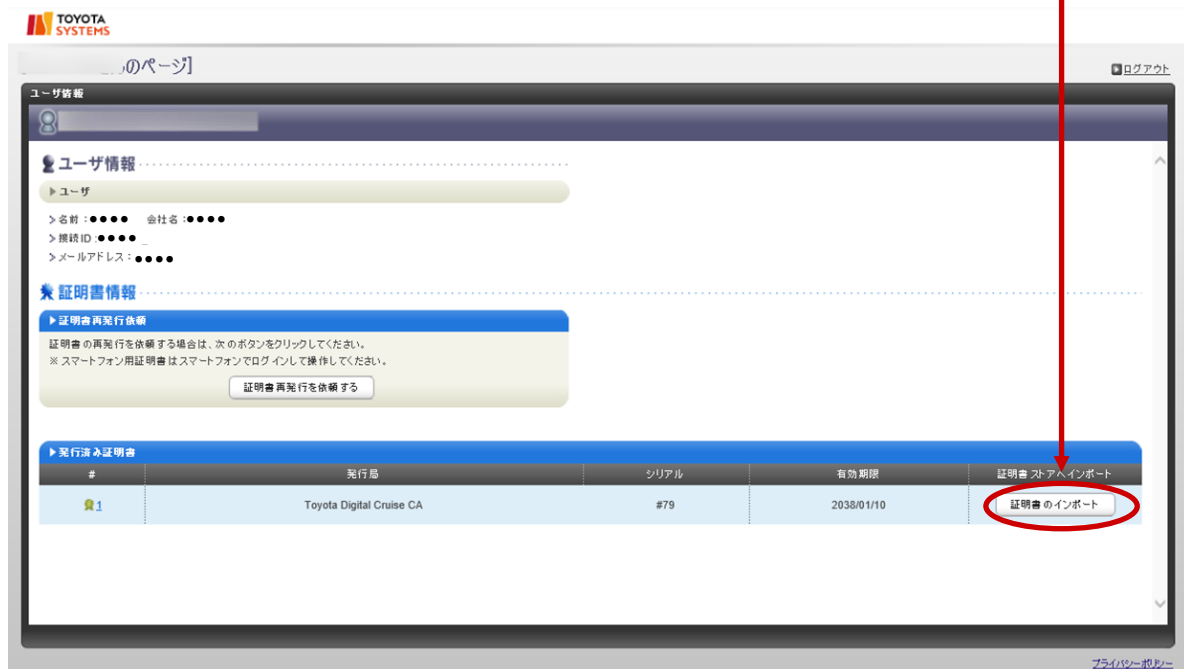 TOYOTA
SYSTEMS
のページ]
ログアウト
ユーザ情報
ユーザ情報
ユーザ
名前：●●●● 会社名：●●●●
接続ID：●●●● _
メールアドレス：●●●●
証明書情報
証明書再発行依頼
証明書の再発行を依頼する場合は、次のボタンをクリックしてください。
※ スマートフォン用証明書はスマートフォンでログインして操作してください。
証明書再発行を依頼する
発行済み証明書
# 発行局 シリアル 有効期限 証明書ストアへインポート
1 Toyota Digital Cruise CA #79 2038/01/10 証明書のインポート
プライバシーポリシー